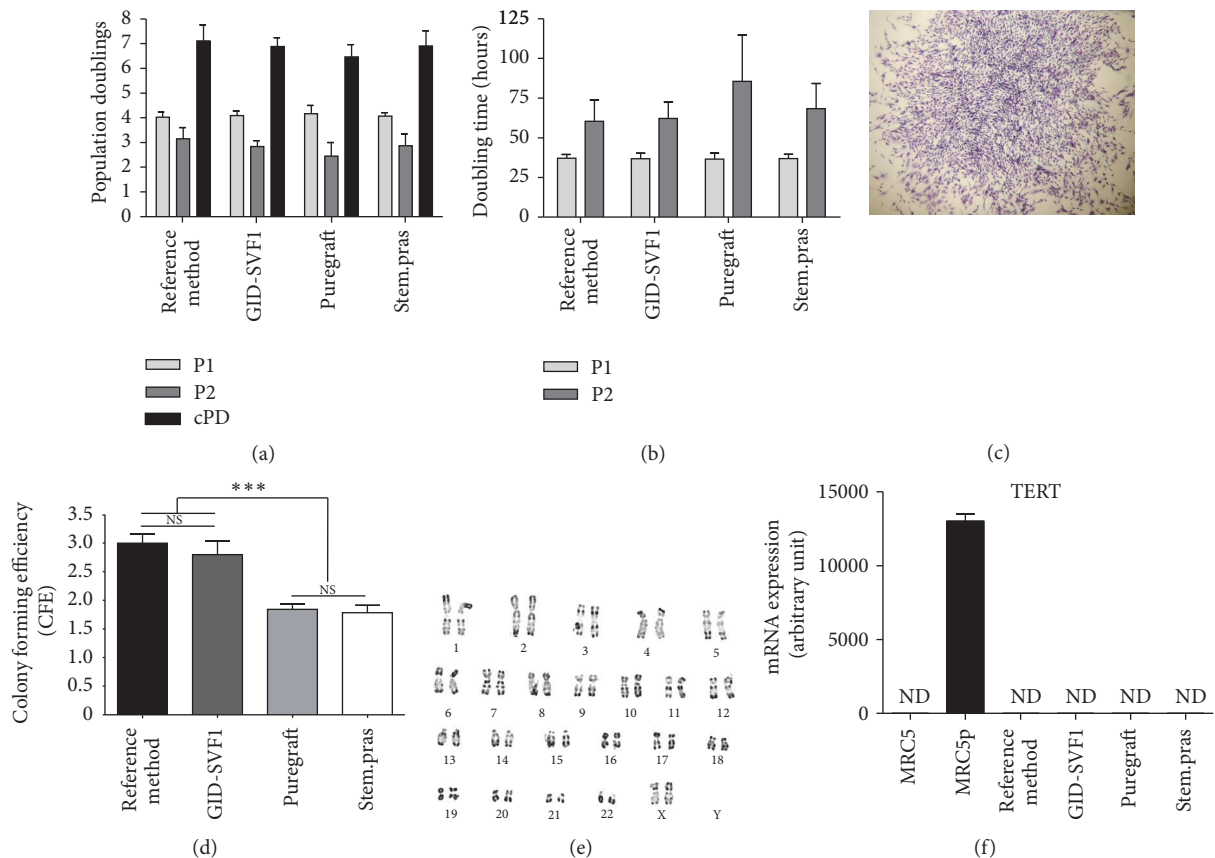 8
7
6
5
4
3
2
1
0
Population doublings
Reference method
GID-SVF1
Puregraft
Stem.pras
P1
P2
cPD
(a)
125
100
75
50
25
0
Doubling time (hours)
Reference method
GID-SVF1
Puregraft
Stem.pras
P1
P2
(b)
(c)
***
NS
NS
3.5
3.0
2.5
2.0
1.5
1.0
0.5
0
Colony forming efficiency
(CFE)
Reference method
GID-SVF1
Puregraft
Stem.pras
(d)
1 2 3 4 5
6 7 8 9 10 11 12
13 14 15 16 17 18
19 20 21 22 X Y
(e)
TERT
15000
10000
5000
0
mRNA expression
(arbitrary unit)
ND ND ND ND ND
MRC5
MRC5p
Reference method
GID-SVF1
Puregraft
Stem.pras
(f)